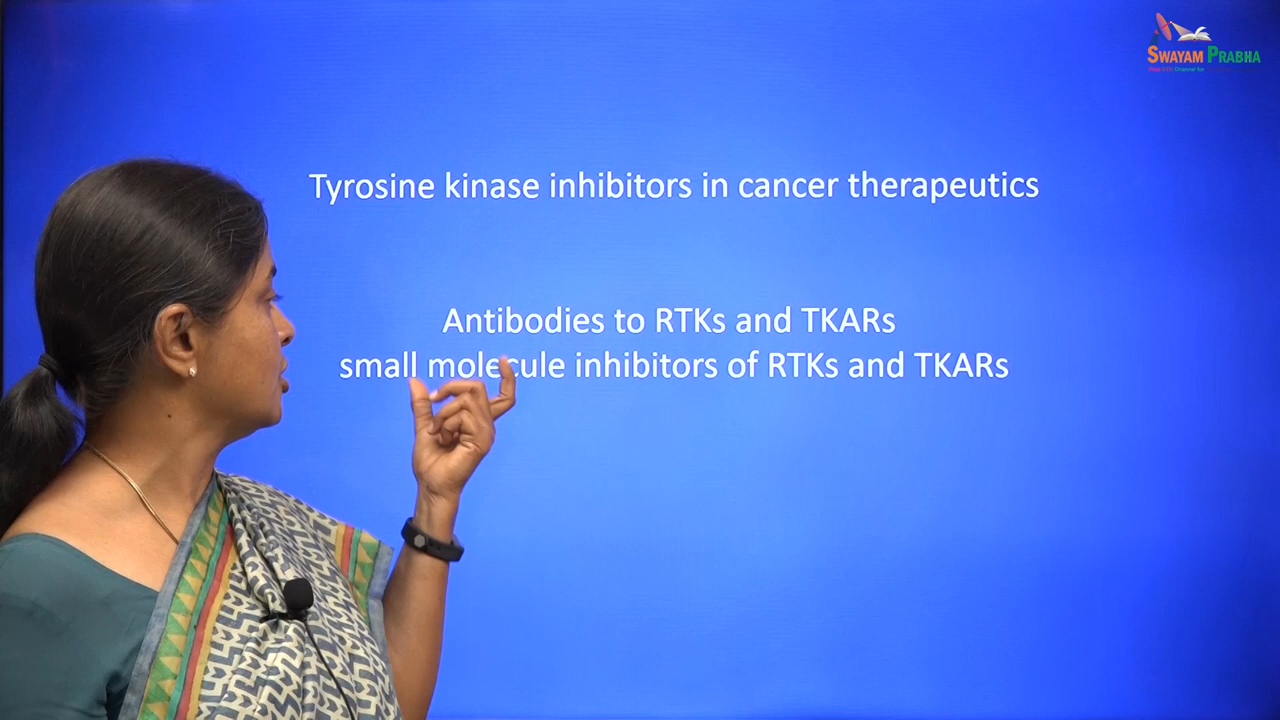 SWAYAM PRABHA
Tyrosine kinase inhibitors in cancer therapeutics
Antibodies to RTKs and TKARs
small molecule inhibitors of RTKs and TKARs